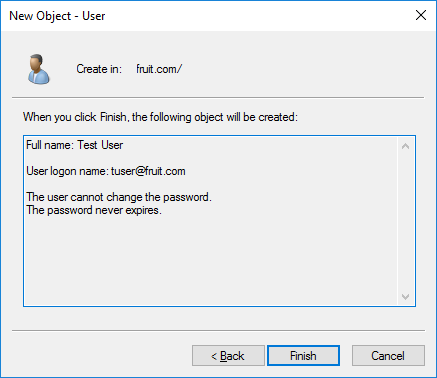 New Object - User
Create in: fruit.com/
When you click Finish, the following object will be created:
Full name: Test User
User logon name: tuser@fruit.com
The user cannot change the password.
The password never expires.
< Back Finish Cancel